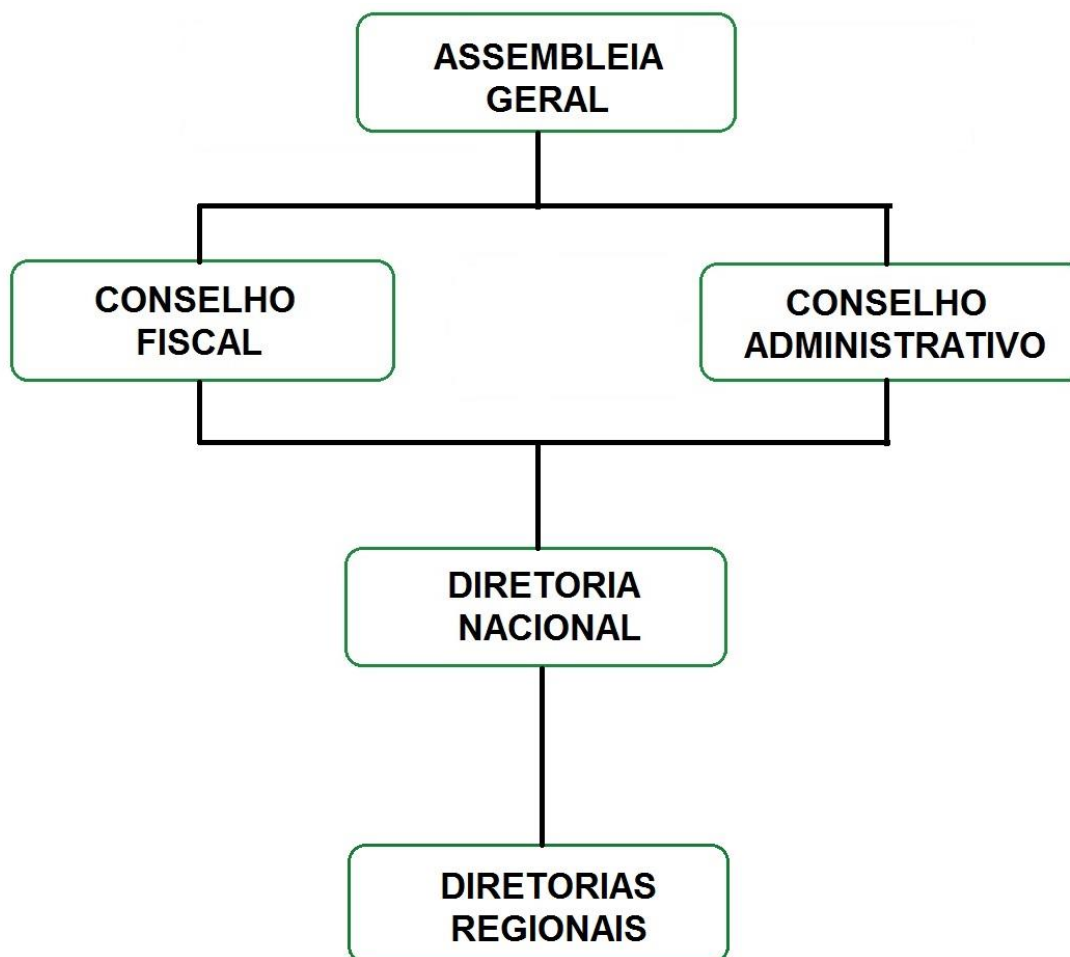 ASSEMBLEIA
GERAL
CONSELHO
FISCAL
CONSELHO
ADMINISTRATIVO
DIRETORIA
NACIONAL
DIRETORIAS
REGIONAIS